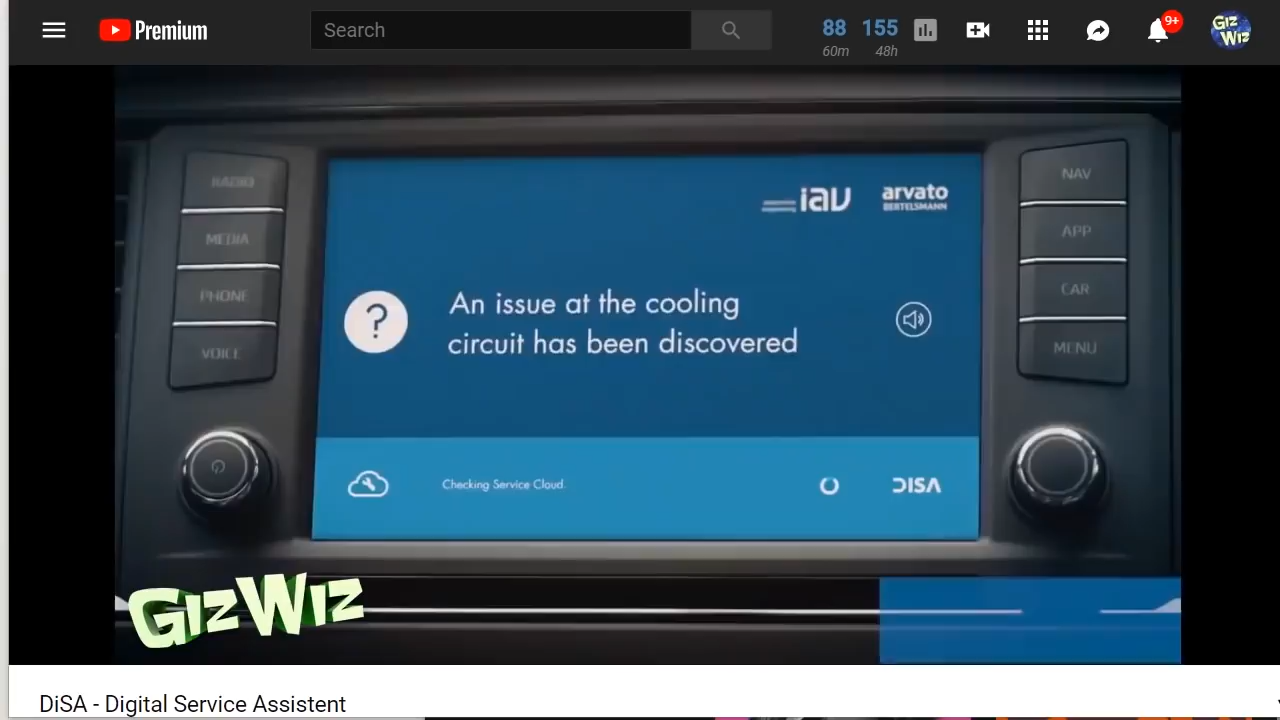 Premium
Search
88 155
60m 48h
9+
GIZ
WIZ
RADIO
MEDIA
PHONE
VOICE
iav
arvato
BERTELSMANN
An issue at the cooling
circuit has been discovered
Checking Service Cloud.
DISA
NAV
APP
CAR
MENU
GIZWIZ
DiSA - Digital Service Assistent